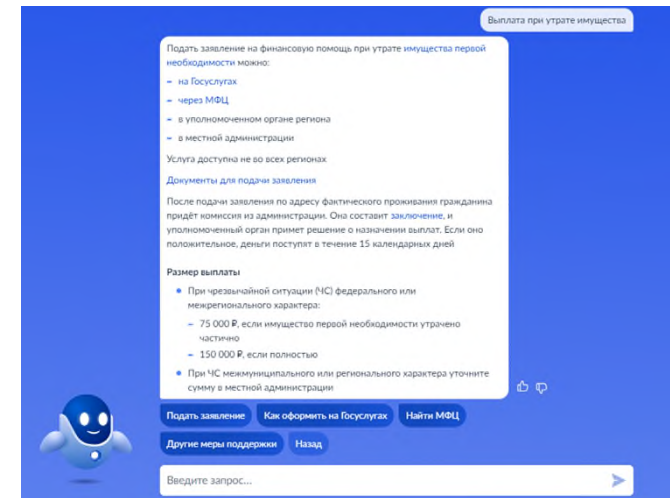 Выплата при утрате имущества
Подать заявление на финансовую помощь при утрате имущества первой
необходимости можно:
– на Госуслугах
– через МФЦ
– в уполномоченном органе региона
– в местной администрации
Услуга доступна не во всех регионах
Документы для подачи заявления
После подачи заявления по адресу фактического проживания гражданина
придёт комиссия из администрации. Она составит заключение, и
уполномоченный орган примет решение о назначении выплат. Если оно
положительное, деньги поступят в течение 15 календарных дней
Размер выплаты
• При чрезвычайной ситуации (ЧС) федерального или
межрегионального характера:
– 75 000 ₽, если имущество первой необходимости утрачено
частично
– 150 000 ₽, если полностью
• При ЧС межмуниципального или регионального характера уточните
сумму в местной администрации
Подать заявление Как оформить на Госуслугах Найти МФЦ
Другие меры поддержки Назад
Введите запрос...